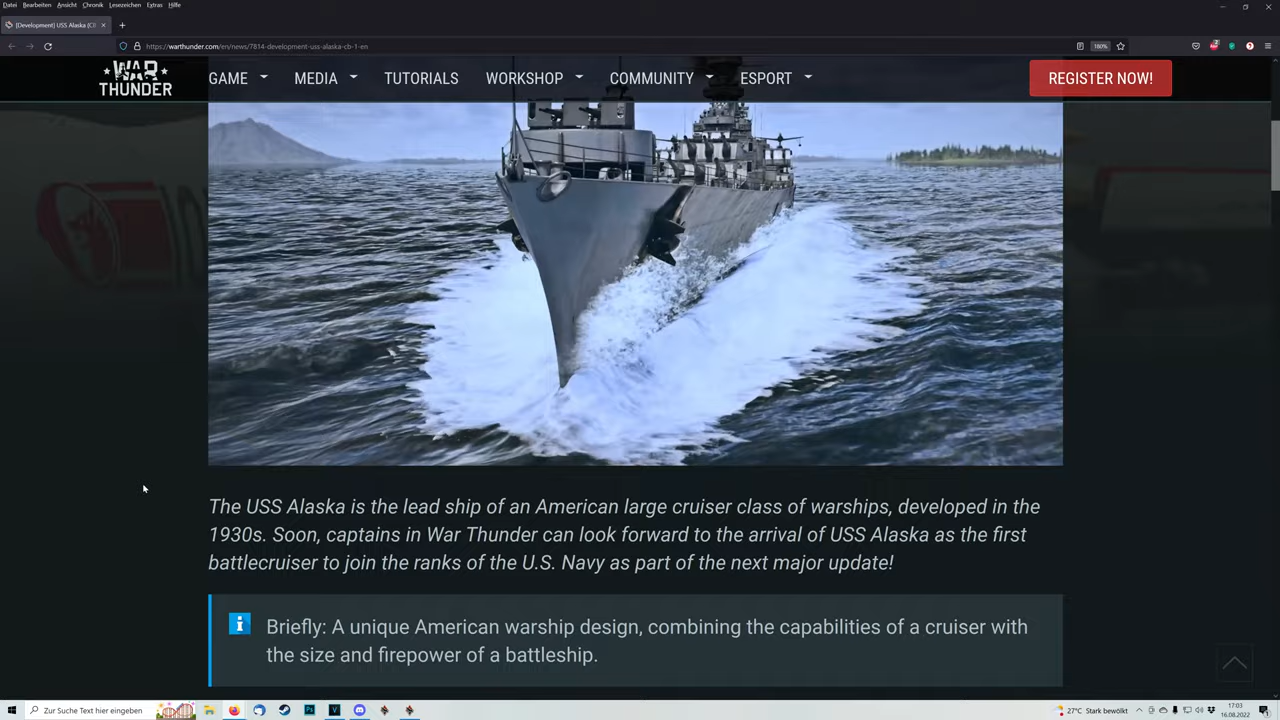 Datei Bearbeiten Ansicht Chronik Lesezeichen Extras Hilfe
[Development] USS Alaska (CB
https://warthunder.com/en/news/7814-development-uss-alaska-cb-1-en
180%
WAR THUNDER
GAME MEDIA TUTORIALS WORKSHOP COMMUNITY ESPORT
REGISTER NOW!
The USS Alaska is the lead ship of an American large cruiser class of warships, developed in the
1930s. Soon, captains in War Thunder can look forward to the arrival of USS Alaska as the first
battlecruiser to join the ranks of the U.S. Navy as part of the next major update!
Briefly: A unique American warship design, combining the capabilities of a cruiser with
the size and firepower of a battleship.
Zur Suche Text hier eingeben
27°C Stark bewölkt
17:03
16.08.2022